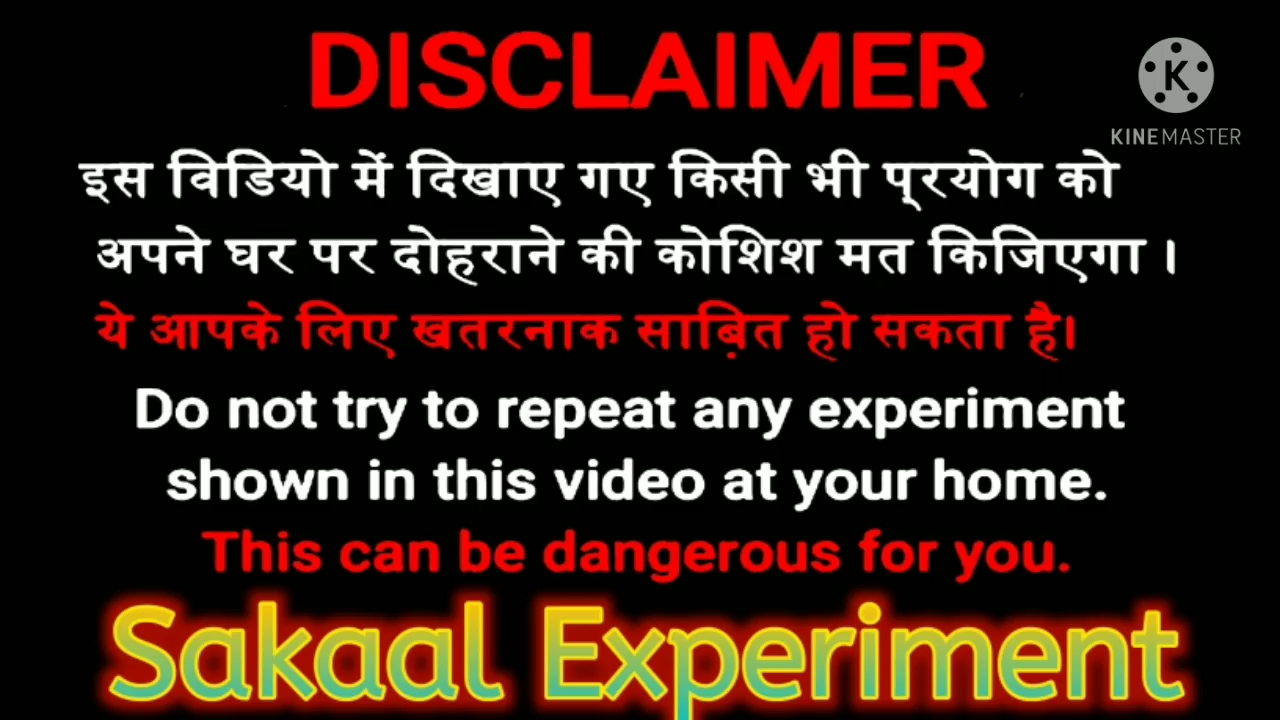 DISCLAIMER
KINEMASTER
इस विडियो में दिखाए गए किसी भी प्रयोग को
अपने घर पर दोहराने की कोशिश मत किजिएगा ।
ये आपके लिए खतरनाक साब़ित हो सकता है।
Do not try to repeat any experiment
shown in this video at your home.
This can be dangerous for you.
Sakaal Experiment